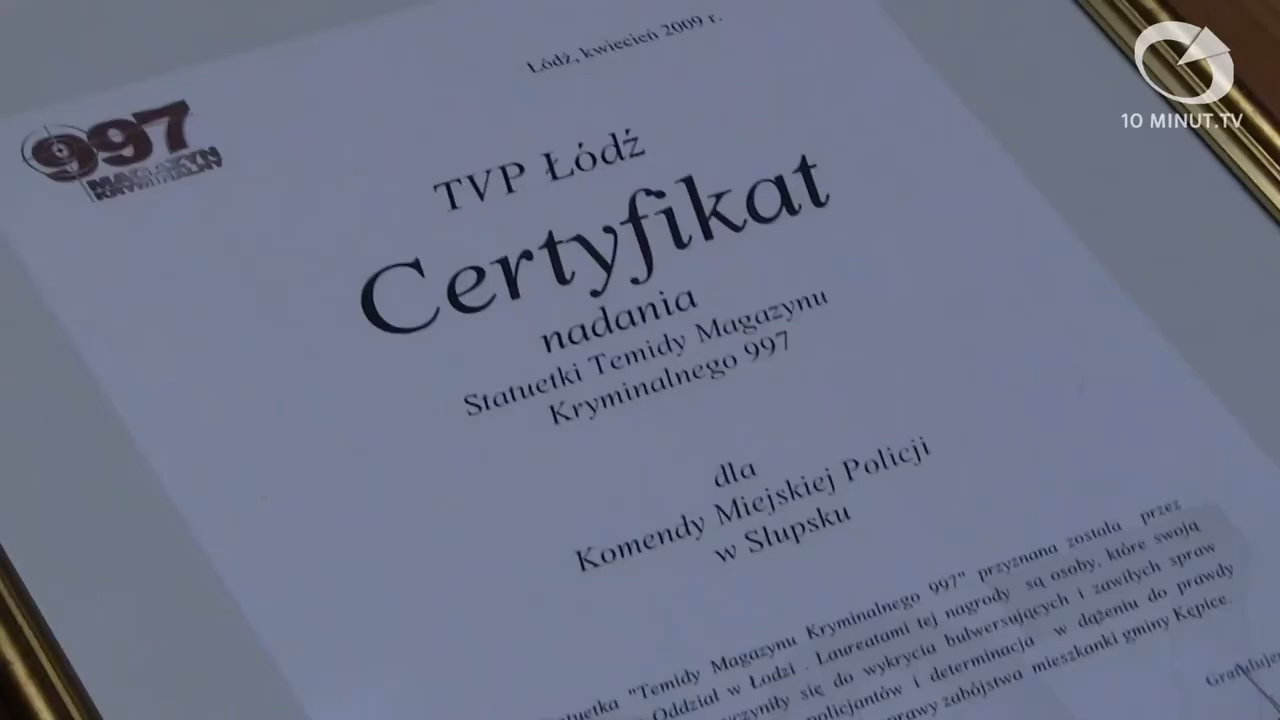 Łódź, kwiecień 2009 r.
10 MINUT.TV
997
MAGAZYN
KRYMINALNY
TVP Łódź
Certyfikat
nadania
Statuetki Temidy Magazynu
Kryminalnego 997
dla
Komendy Miejskiej Policji
w Słupsku
"Temidy Magazynu Kryminalnego 997" przyznana została przez
Oddział w Łodzi . Laureatami tej nagrody są osoby, które swoją
się do wykrycia bulwersujących i zawiłych spraw
policjantów i determinacja w dążeniu do prawdy
zabójstwa mieszkanki gminy Kępice.